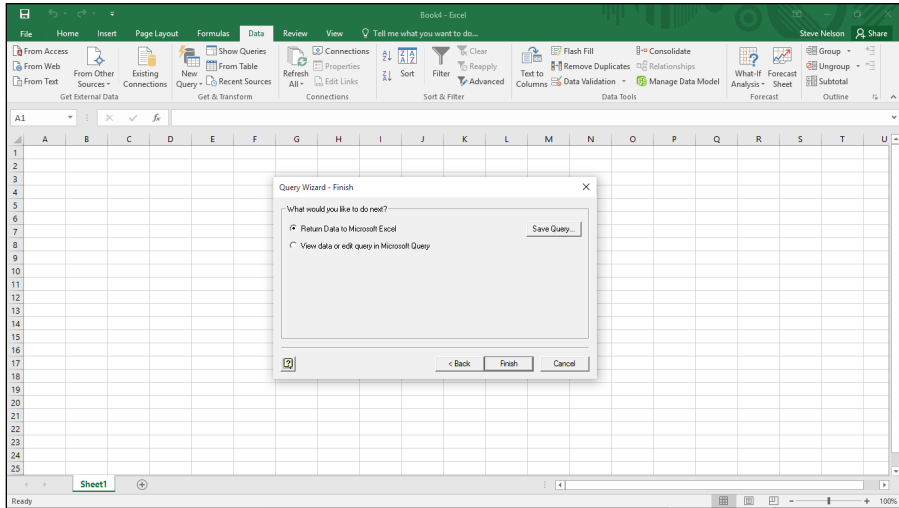 Book4 - Excel
File Home Insert Page Layout Formulas Data Review View Tell me what you want to do... Steve Nelson Share
From Access
From Web
From Text
From Other Sources
Existing Connections
Get External Data
New Query
Show Queries
From Table
Recent Sources
Get & Transform
Refresh All
Connections
Properties
Edit Links
Connections
Sort
Filter
Clear
Reapply
Advanced
Sort & Filter
Text to Columns
Flash Fill
Remove Duplicates
Data Validation
Consolidate
Relationships
Manage Data Model
Data Tools
What-If Analysis
Forecast Sheet
Forecast
Group
Ungroup
Subtotal
Outline
A1 fx
A B C D E F G H I J K L M N O P Q R S T U
1
2
3
4
5
6
7
8
9
10
11
12
13
14
15
16
17
18
19
20
21
22
23
24
25
Query Wizard - Finish
What would you like to do next?
Return Data to Microsoft Excel
Save Query...
View data or edit query in Microsoft Query
< Back Finish Cancel
Sheet1
Ready 100%